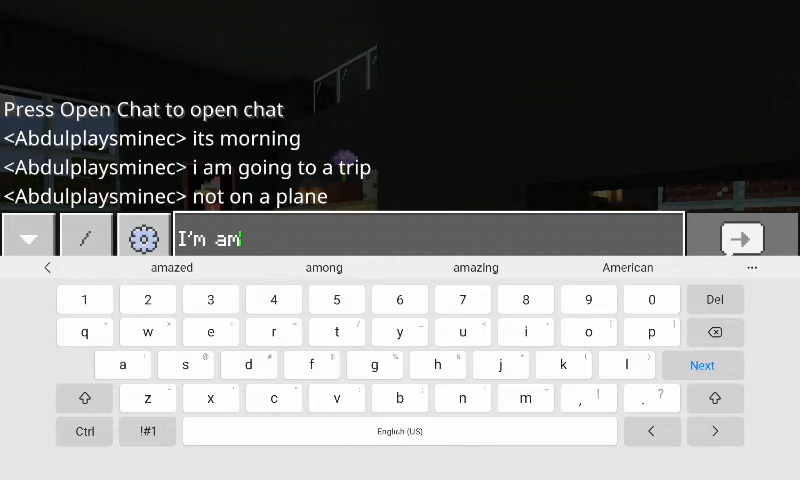 Press Open Chat to open chat
<Abdulplaysminec> its morning
<Abdulplaysminec> i am going to a trip
<Abdulplaysminec> not on a plane
/ I'm am
amazed among amazing American ...
1 2 3 4 5 6 7 8 9 0 Del
q w e r t y u i o p
a s d f g h j k l Next
z x c v b n m , ! . ?
Ctrl !#1 English (US) < >